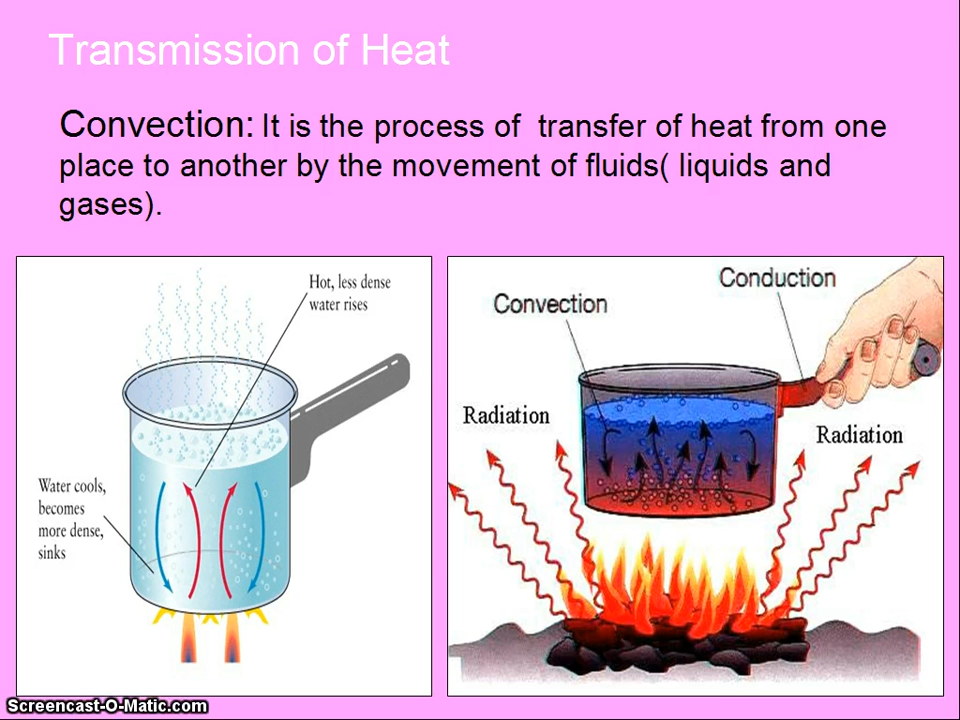 Transmission of Heat
Convection: It is the process of  transfer of heat from one
place to another by the movement of fluids( liquids and
gases).
Hot, less dense
water rises
Water cools,
becomes
more dense,
sinks
Conduction
Convection
Radiation
Radiation
Screencast-O-Matic.com